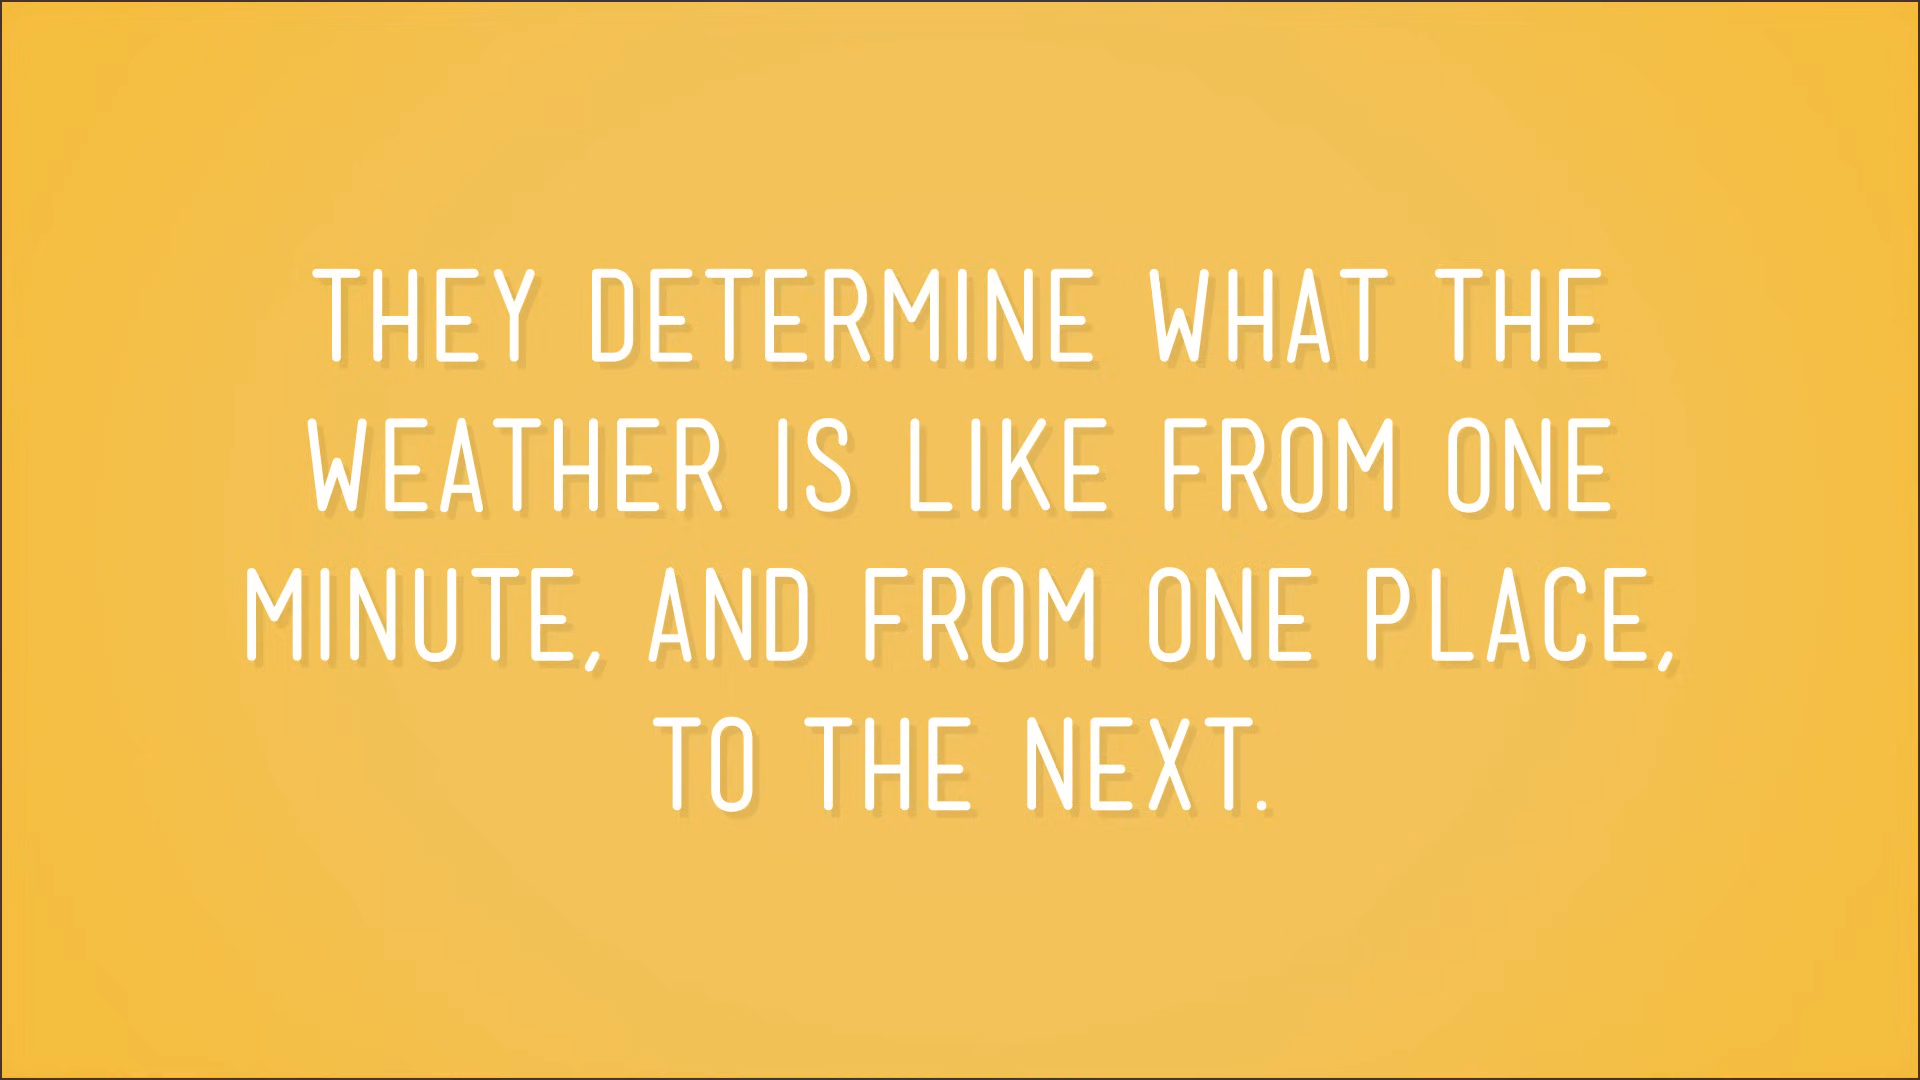 THEY DETERMINE WHAT THE
WEATHER IS LIKE FROM ONE
MINUTE, AND FROM ONE PLACE,
TO THE NEXT.